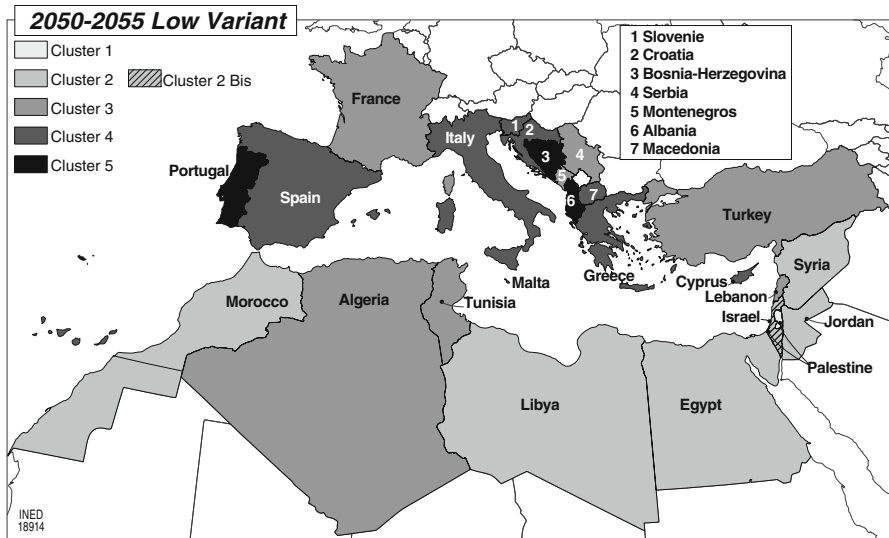 2050-2055 Low Variant
Cluster 1
Cluster 2
Cluster 2 Bis
Cluster 3
Cluster 4
Cluster 5
1 Slovenie
2 Croatia
3 Bosnia-Herzegovina
4 Serbia
5 Montenegros
6 Albania
7 Macedonia
France
Italy
1
2
3
4
5
6
7
Portugal
Spain
Turkey
Malta
Greece
Cyprus
Syria
Lebanon
Israel
Jordan
Palestine
Morocco
Algeria
Tunisia
Libya
Egypt
INED
18914